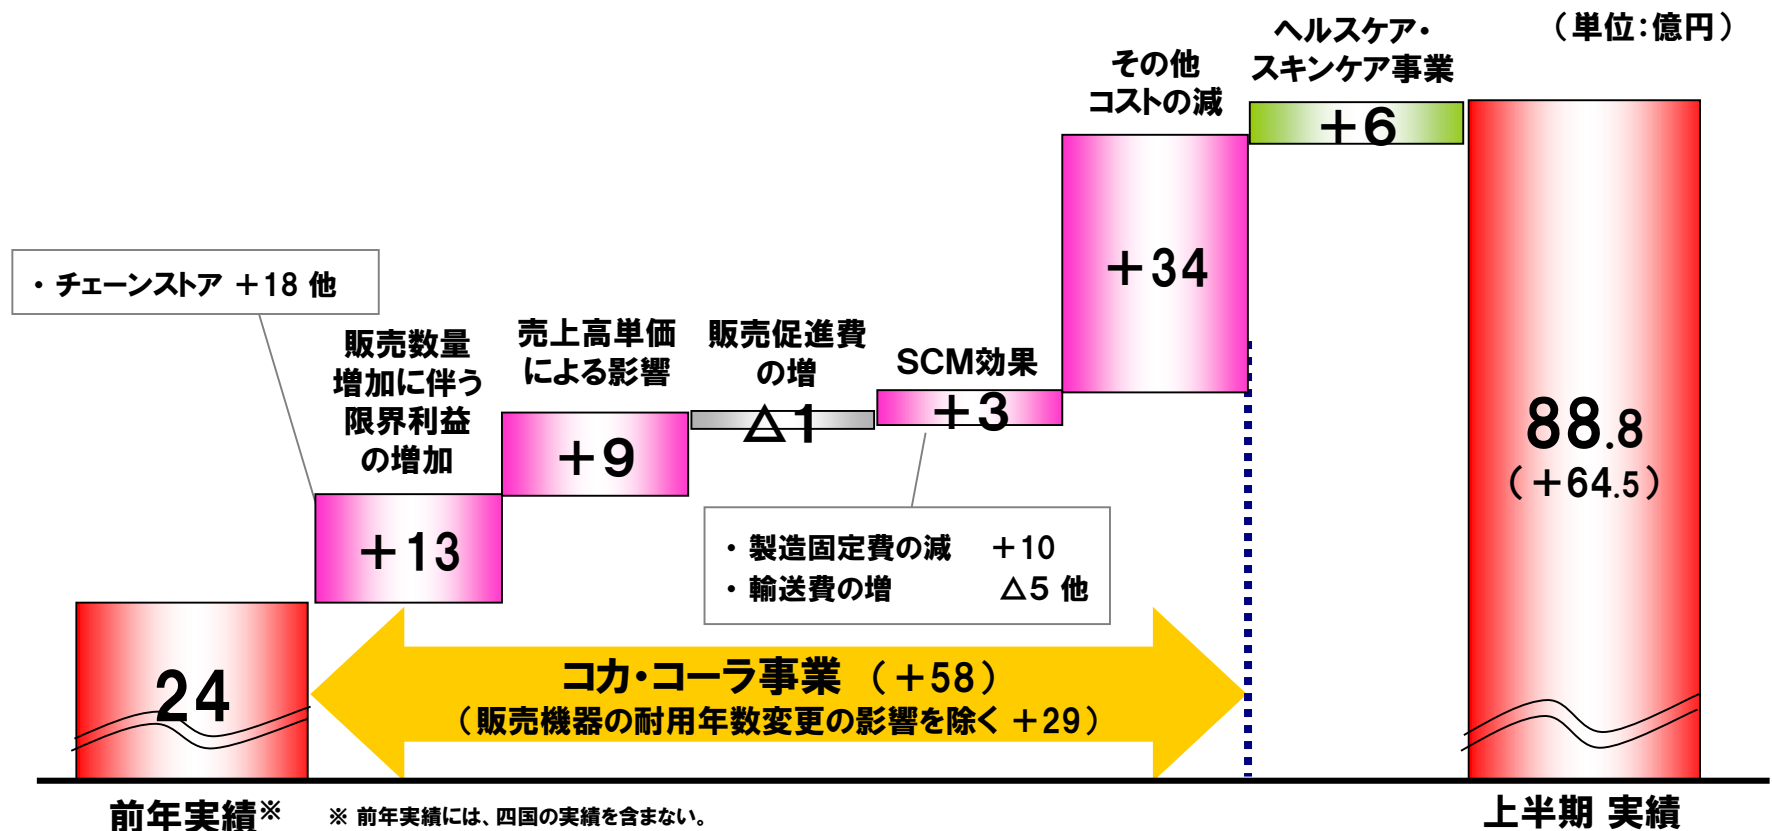 （単位：億円）
ヘルスケア・
スキンケア事業
＋6
その他
コストの減
＋34
・ チェーンストア ＋18 他
販売数量
増加に伴う
限界利益
の増加
＋13
売上高単価
による影響
＋9
販売促進費
の増
△1
SCM効果
＋3
・ 製造固定費の減 ＋10
・ 輸送費の増 △5 他
88.8
（＋64.5）
24
コカ・コーラ事業 （＋58）
（販売機器の耐用年数変更の影響を除く ＋29）
前年実績※
※ 前年実績には、四国の実績を含まない。
上半期 実績